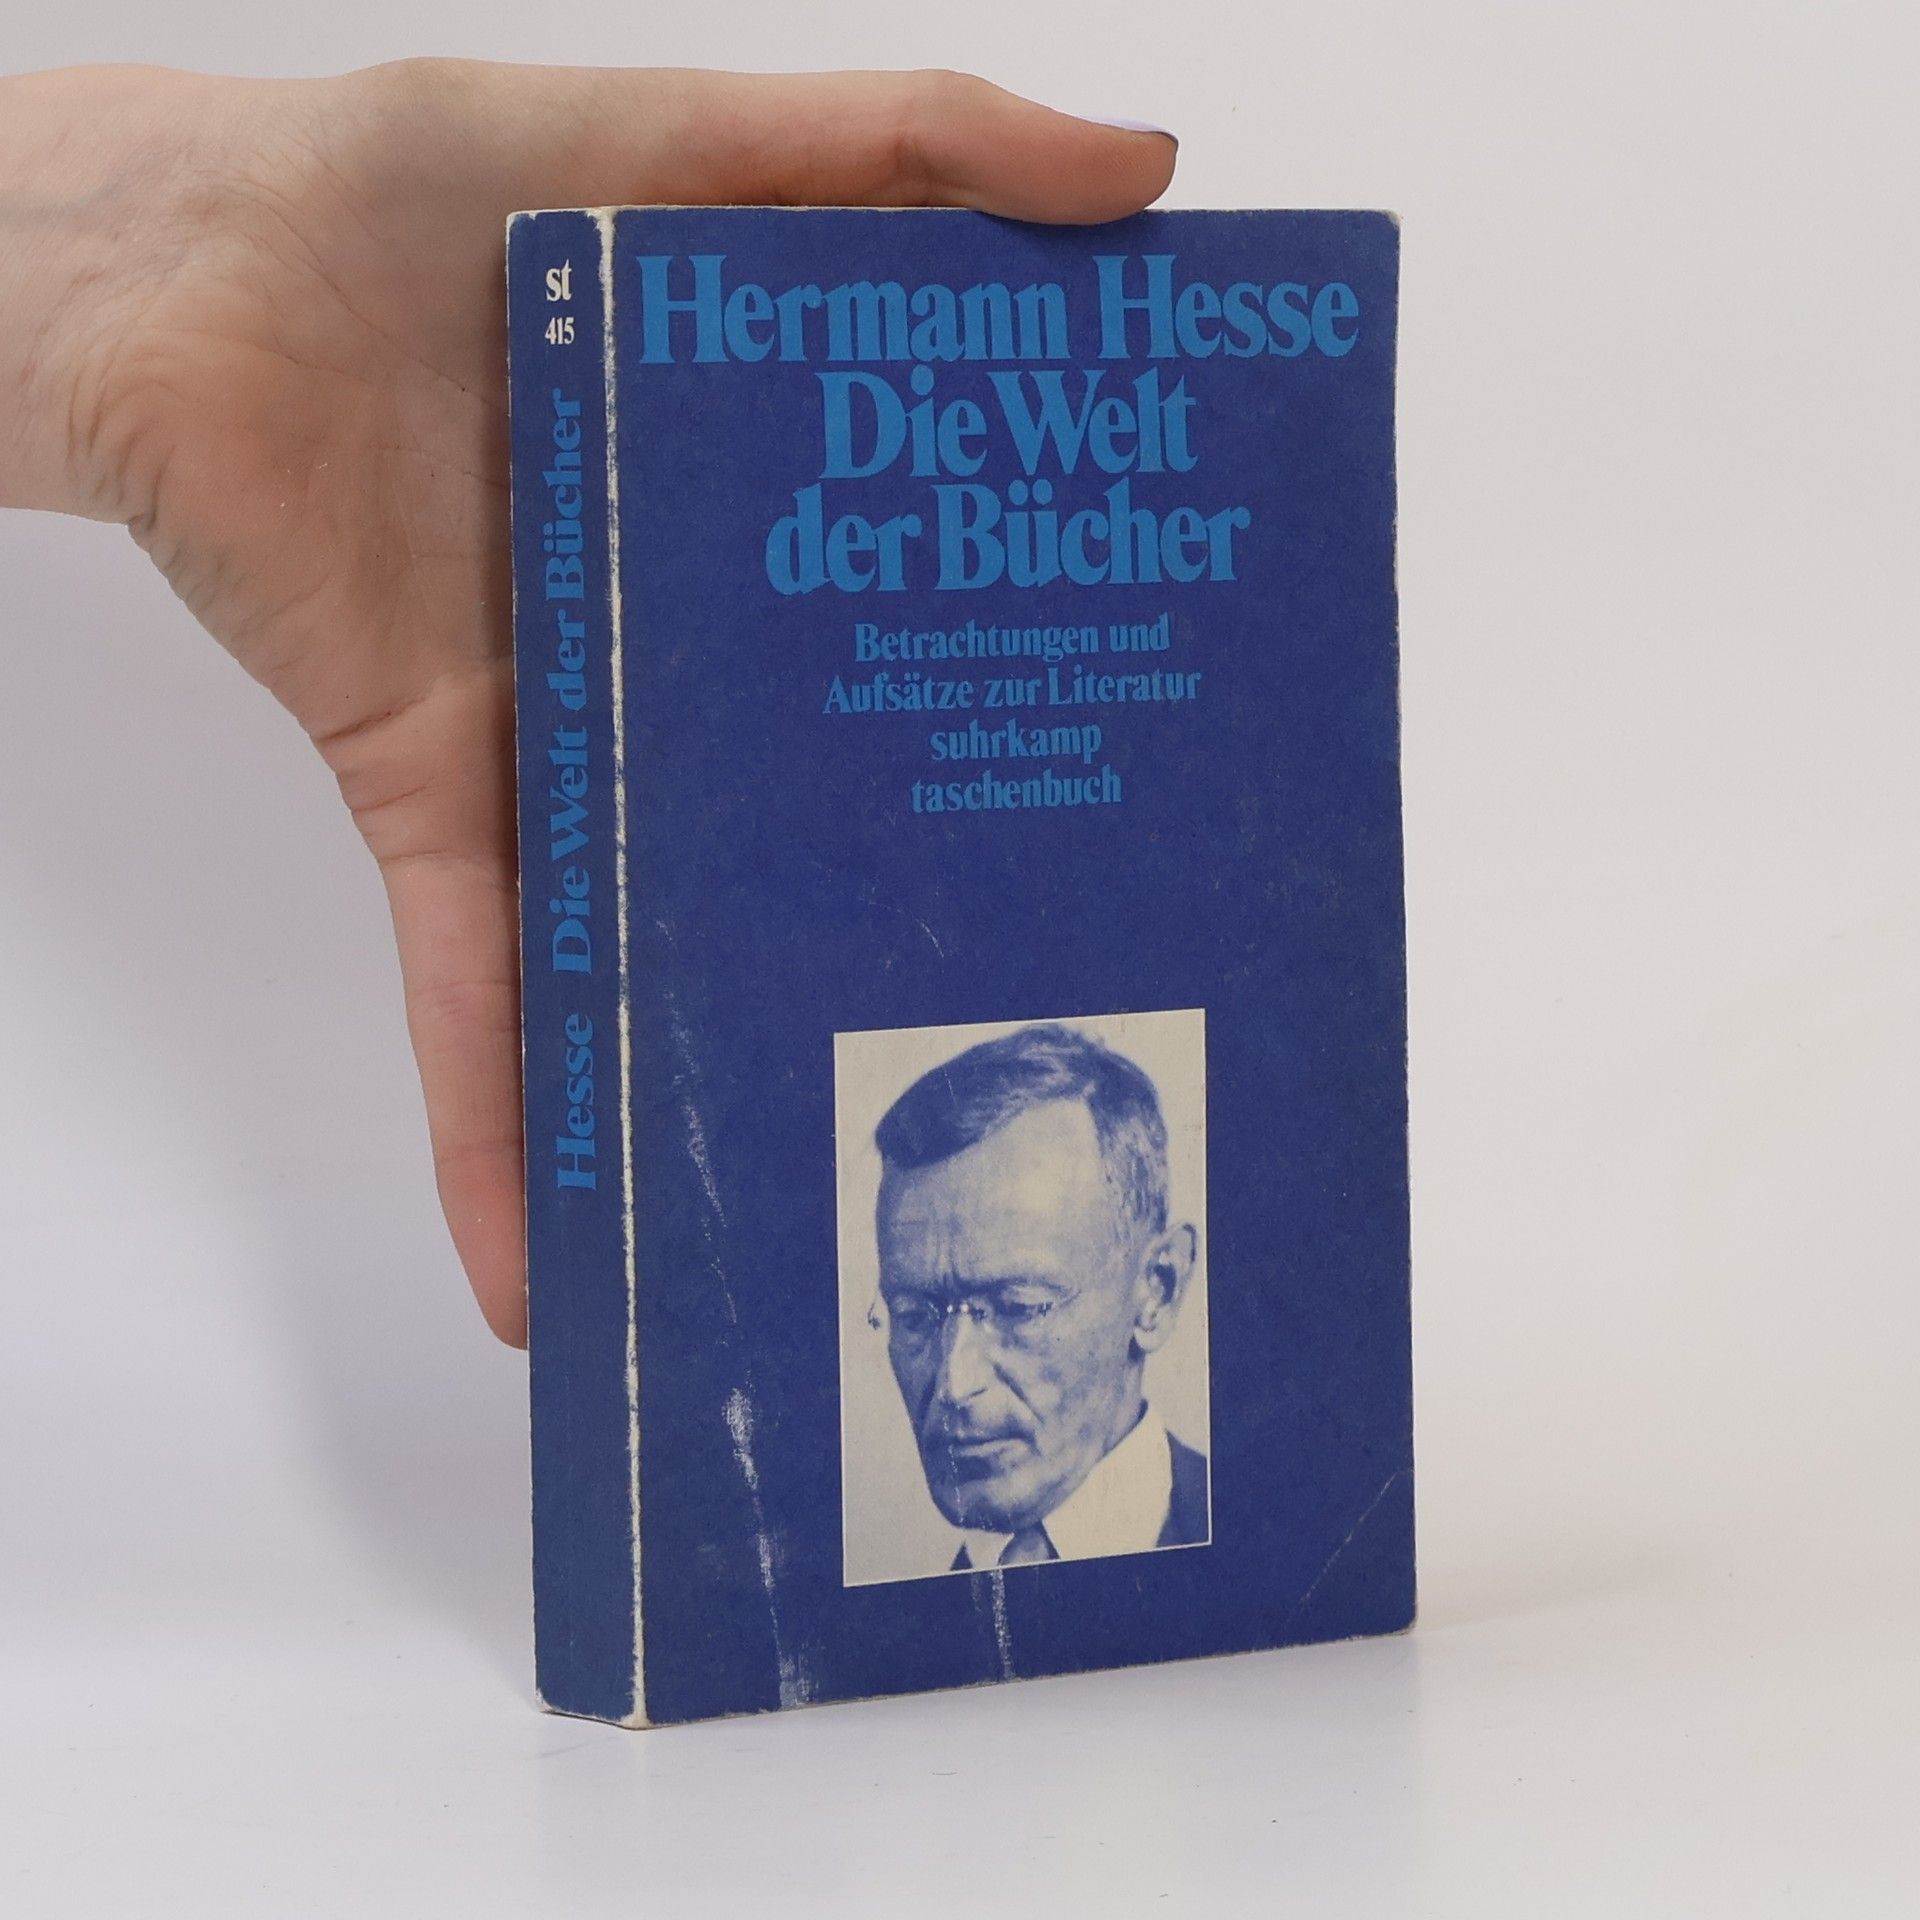 st
415
Hesse Die Welt der Bücher
Hermann Hesse
Die Welt
der Bücher
Betrachtungen und
Aufsätze zur Literatur
suhrkamp
taschenbuch